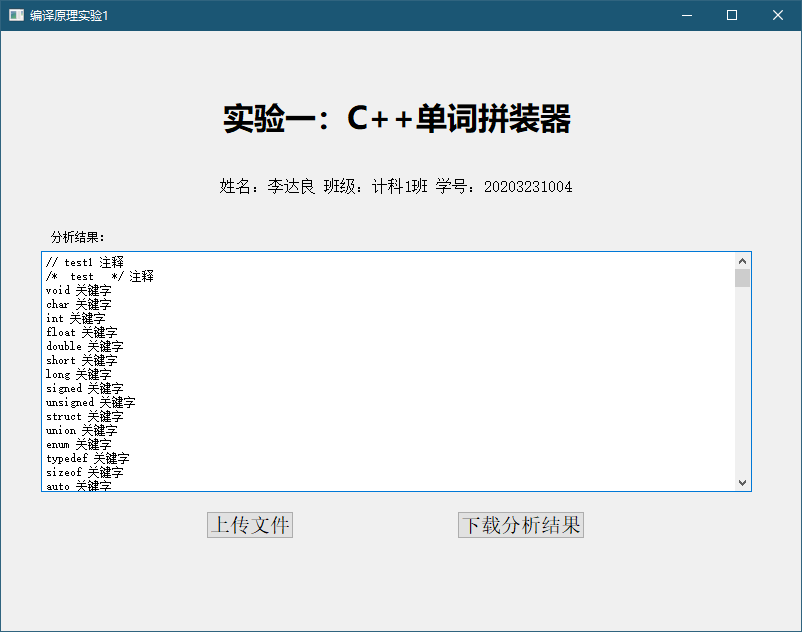 编译原理实验1
实验一：C++单词拼装器
姓名：李达良 班级：计科1班 学号：20203231004
分析结果：
// test1 注释
/*  test   */ 注释
void 关键字
char 关键字
int 关键字
float 关键字
double 关键字
short 关键字
long 关键字
signed 关键字
unsigned 关键字
struct 关键字
union 关键字
enum 关键字
typedef 关键字
sizeof 关键字
auto 关键字
上传文件 下载分析结果